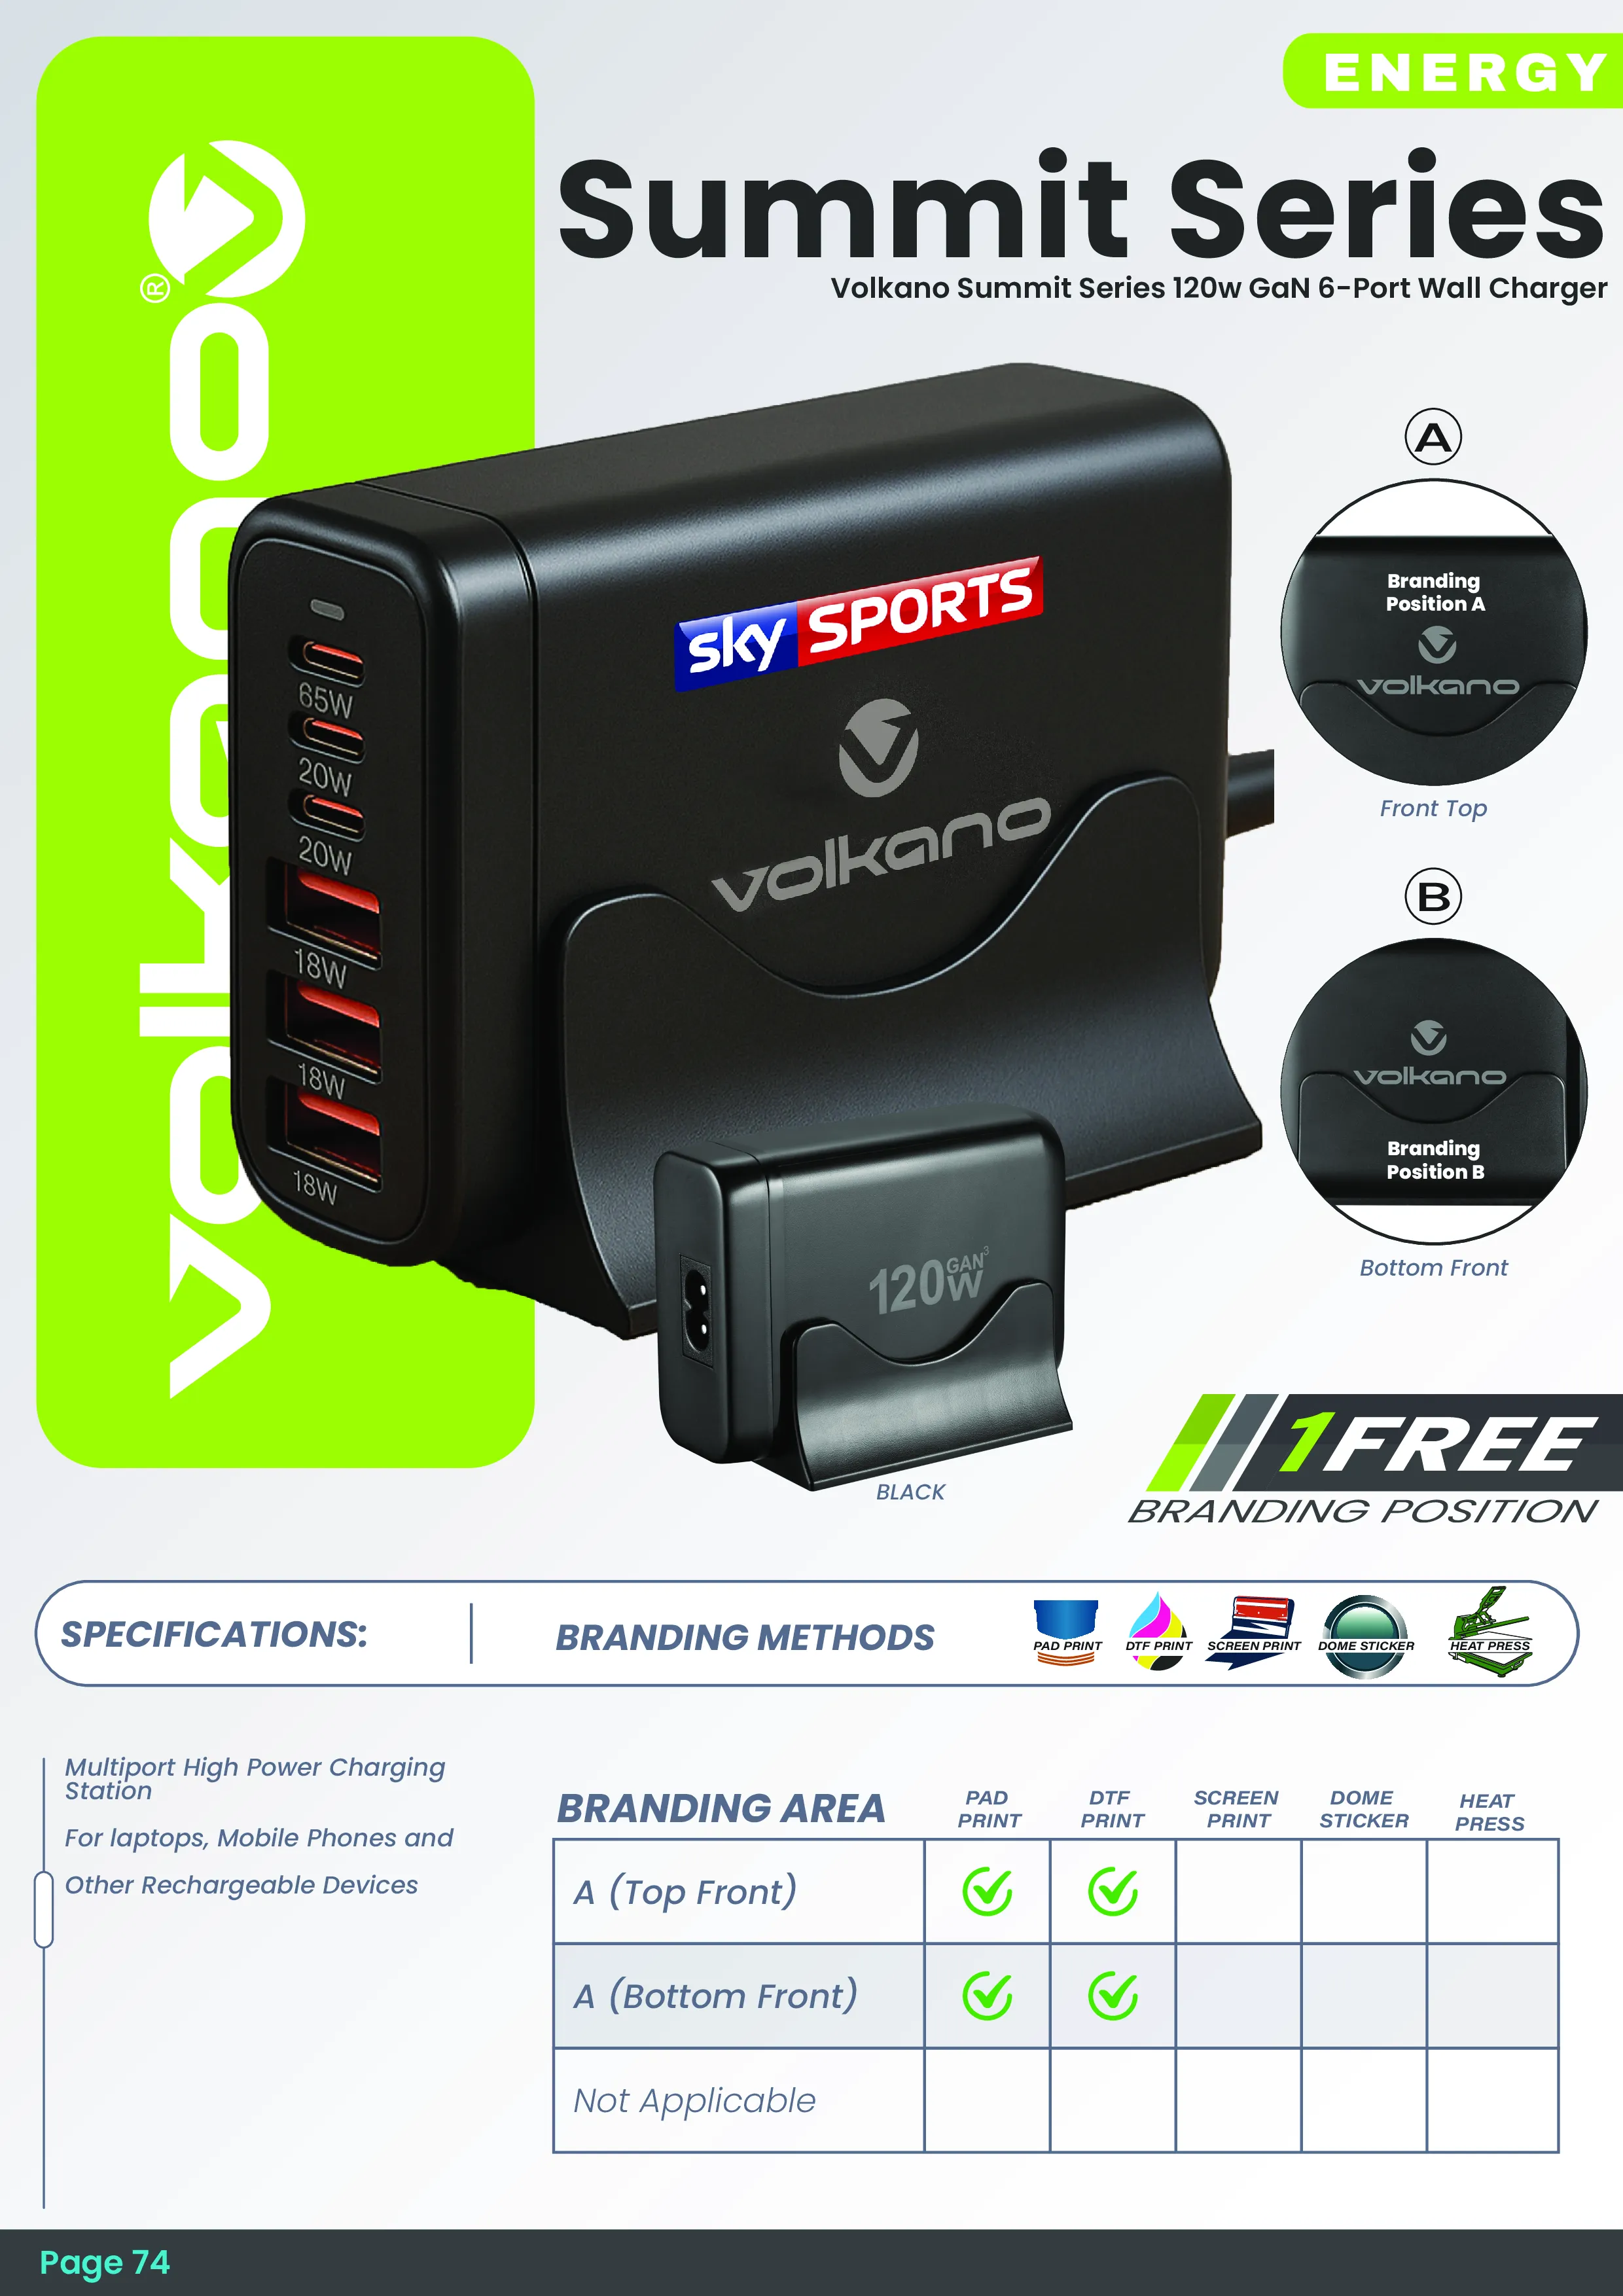 ENERGY
volkano®
Summit Series
Volkano Summit Series 120w GaN 6-Port Wall Charger
A
Branding
Position A
volkano
Front Top
sky SPORTS
volkano
65W
20W
20W
18W
18W
18W
B
volkano
Branding
Position B
Bottom Front
120W GAN³
BLACK
1FREE
BRANDING POSITION
SPECIFICATIONS:
BRANDING METHODS
PAD PRINT
DTF PRINT
SCREEN PRINT
DOME STICKER
HEAT PRESS
Multiport High Power Charging
Station
For laptops, Mobile Phones and
Other Rechargeable Devices
BRANDING AREA
PAD
PRINT
DTF
PRINT
SCREEN
PRINT
DOME
STICKER
HEAT
PRESS
A (Top Front)
A (Bottom Front)
Not Applicable
Page 74